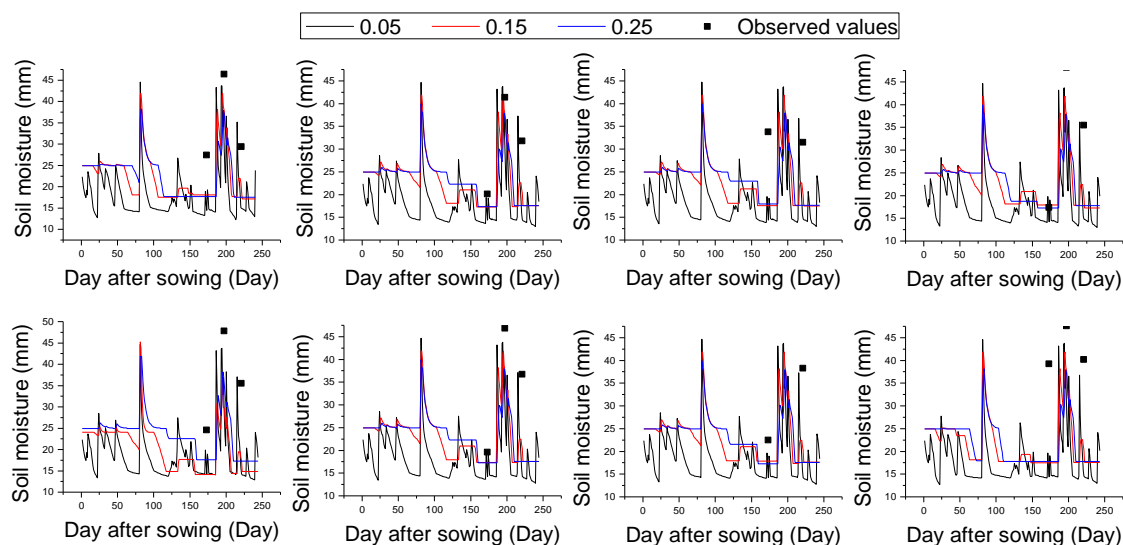 0.05 0.15 0.25 Observed values
Soil moisture (mm) Soil moisture (mm) Soil moisture (mm) Soil moisture (mm)
45 45 45 45
40 40 40 40
35 35 35 35
30 30 30 30
25 25 25 25
20 20 20 20
15 15 15 15
10 10 10 10
0 50 100 150 200 250 0 50 100 150 200 250 0 50 100 150 200 250 0 50 100 150 200 250
Day after sowing (Day) Day after sowing (Day) Day after sowing (Day) Day after sowing (Day)
Soil moisture (mm) Soil moisture (mm) Soil moisture (mm) Soil moisture (mm)
50
45 45 45 45
40 40 40 40
35 35 35 35
30 30 30 30
25 25 25 25
20 20 20 20
15 15 15 15
10 10 10 10
0 50 100 150 200 250 0 50 100 150 200 250 0 50 100 150 200 250 0 50 100 150 200 250
Day after sowing (Day) Day after sowing (Day) Day after sowing (Day) Day after sowing (Day)